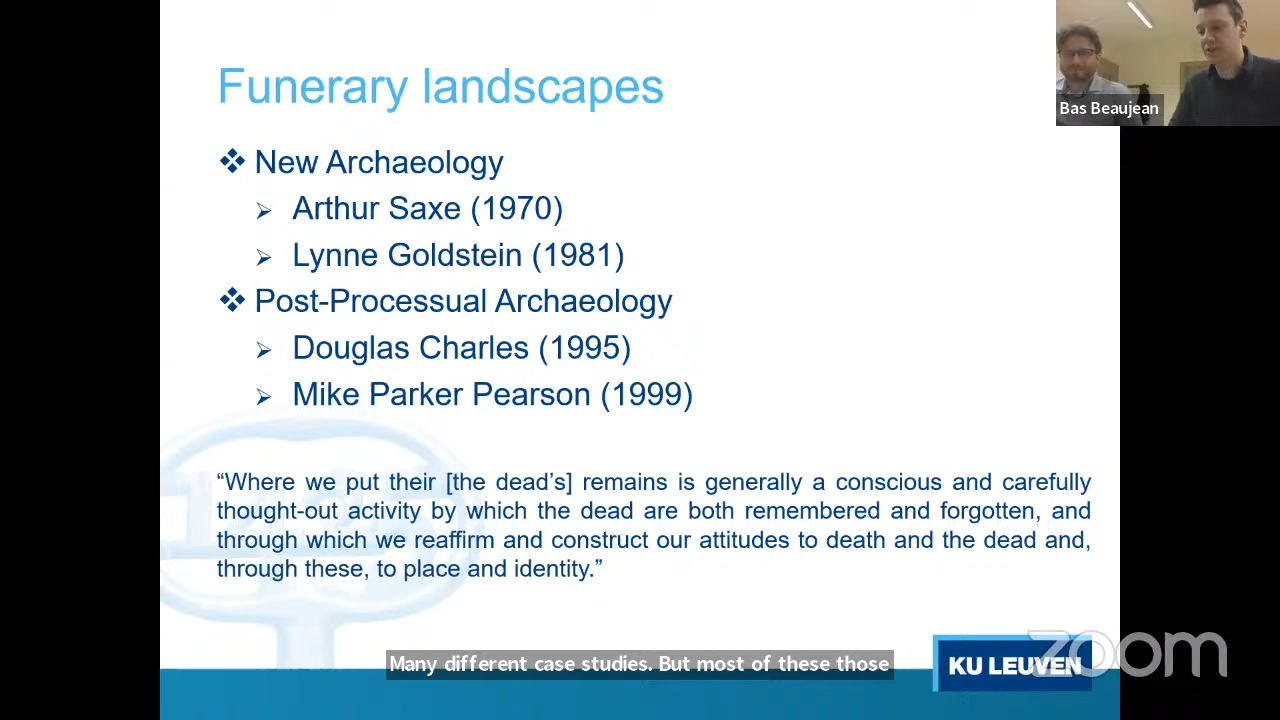 Funerary landscapes
Bas Beaujean
New Archaeology
Arthur Saxe (1970)
Lynne Goldstein (1981)
Post-Processual Archaeology
Douglas Charles (1995)
Mike Parker Pearson (1999)
“Where we put their [the dead’s] remains is generally a conscious and carefully
thought-out activity by which the dead are both remembered and forgotten, and
through which we reaffirm and construct our attitudes to death and the dead and,
through these, to place and identity.”
Many different case studies. But most of these those
KU LEUVEN
zoom